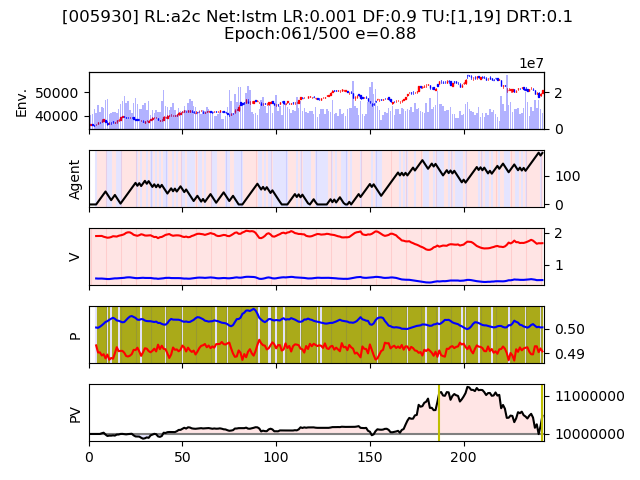 [005930] RL:a2c Net:lstm LR:0.001 DF:0.9 TU:[1,19] DRT:0.1
Epoch:061/500 e=0.88
1e7
Env.
50000
40000
2
0
Agent
100
0
V
2
1
P
0.50
0.49
PV
11000000
10000000
0
50
100
150
200